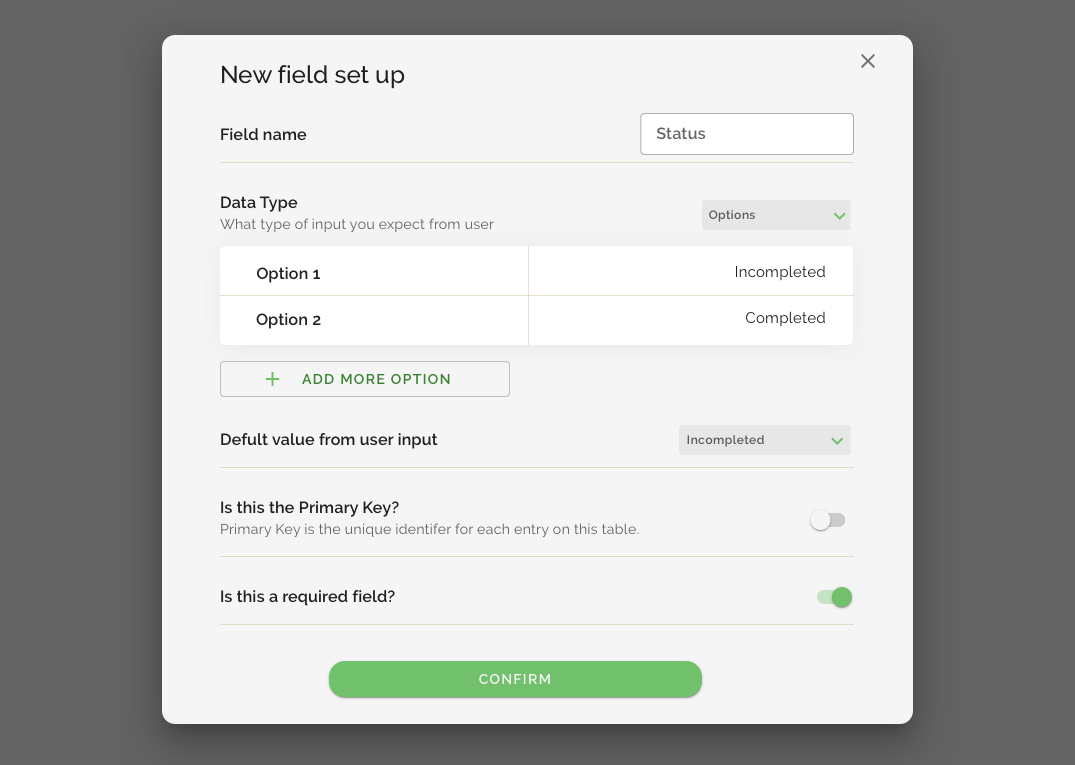 New field set up
Field name
Status
Data Type
What type of input you expect from user
Options
Option 1
Incompleted
Option 2
Completed
ADD MORE OPTION
Defult value from user input
Incompleted
Is this the Primary Key?
Primary Key is the unique identifer for each entry on this table.
Is this a required field?
CONFIRM